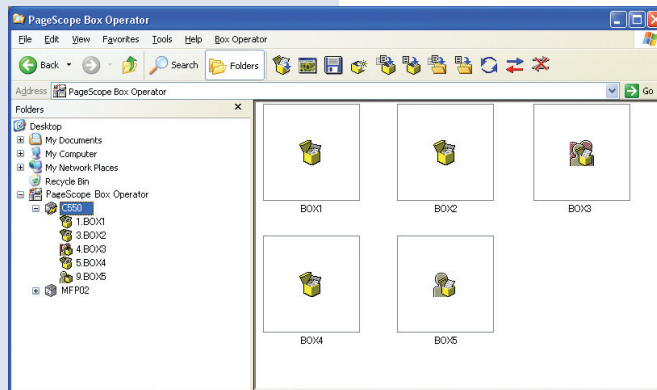 PageScope Box Operator
File Edit View Favorites Tools Help Box Operator
Back Search Folders
Address PageScope Box Operator Go
Folders
Desktop
My Documents
My Computer
My Network Places
Recycle Bin
PageScope Box Operator
C550
1.BOX1
3.BOX2
4.BOX3
5.BOX4
9.BOX5
MFP02
BOX1 BOX2 BOX3
BOX4 BOX5